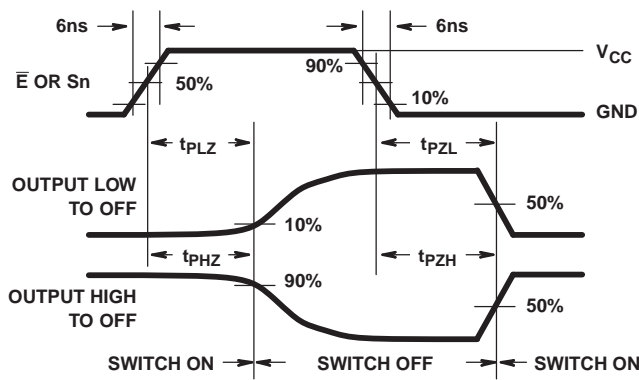 6ns 6ns
V_CC
90%
E̅ OR Sn 50%
10%
GND
t_PLZ t_PZL
OUTPUT LOW
TO OFF
50%
10%
t_PHZ t_PZH
90%
OUTPUT HIGH
TO OFF
50%
SWITCH ON SWITCH OFF SWITCH ON